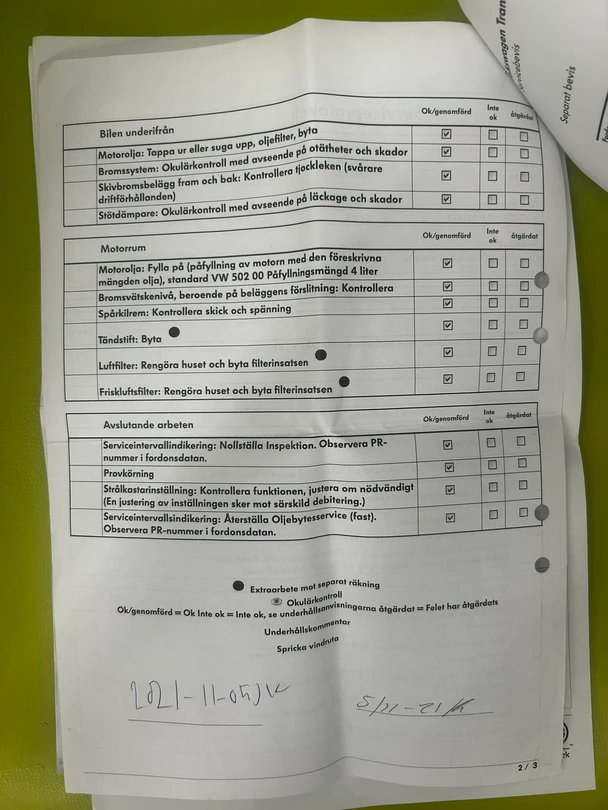 wagen Tran
rvicebevis
Separat bevis
Bilen underifrån
Ok/genomförd
Inte ok
åtgärdat
Motorolja: Tappa ur eller suga upp, oljefilter, byta
Bromssystem: Okulärkontroll med avseende på otätheter och skador
Skivbromsbelägg fram och bak: Kontrollera tjockleken (svårare
driftförhållanden)
Stötdämpare: Okulärkontroll med avseende på läckage och skador
Motorrum
Ok/genomförd
Inte ok
åtgärdat
Motorolja: Fylla på (påfyllning av motorn med den föreskrivna
mängden olja), standard VW 502 00 Påfyllningsmängd 4 liter
Bromsvätskenivå, beroende på beläggens förslitning: Kontrollera
Spårkilrem: Kontrollera skick och spänning
Tändstift: Byta
Luftfilter: Rengöra huset och byta filterinsatsen
Friskluftsfilter: Rengöra huset och byta filterinsatsen
Avslutande arbeten
Ok/genomförd
Inte ok
åtgärdat
Serviceintervallindikering: Nollställa Inspektion. Observera PR-
nummer i fordonsdatan.
Provkörning
Strålkastarinställning: Kontrollera funktionen, justera om nödvändigt
(En justering av inställningen sker mot särskild debitering.)
Serviceintervallsindikering: Återställa Oljebytesservice (fast).
Observera PR-nummer i fordonsdatan.
Extraarbete mot separat räkning
Okulärkontroll
Ok/genomförd = Ok Inte ok = Inte ok, se underhållsanvisningarna åtgärdat = Felet har åtgärdats
Underhållskommentar
Spricka vindruta
2021-11-05
5/11-21
2 / 3